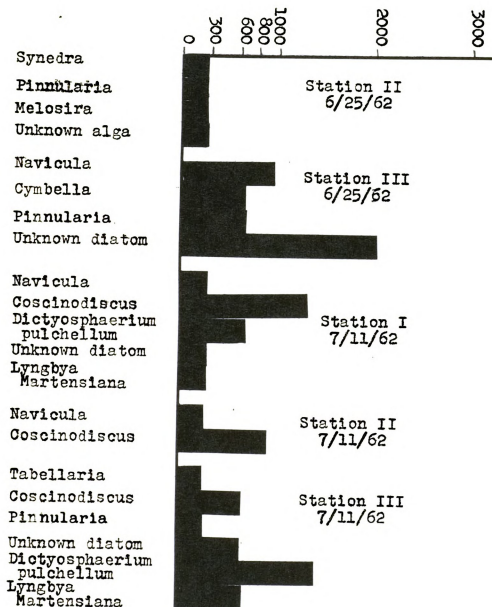 0 300 600 800 1000 2000 3000
Synedra
Pinnularia
Melosira
Unknown alga
Station II
6/25/62
Navicula
Cymbella
Pinnularia
Unknown diatom
Station III
6/25/62
Navicula
Coscinodiscus
Dictyosphaerium
pulchellum
Unknown diatom
Lyngbya
Martensiana
Station I
7/11/62
Navicula
Coscinodiscus
Station II
7/11/62
Tabellaria
Coscinodiscus
Pinnularia
Unknown diatom
Dictyosphaerium
pulchellum
Lyngbya
Martensiana
Station III
7/11/62